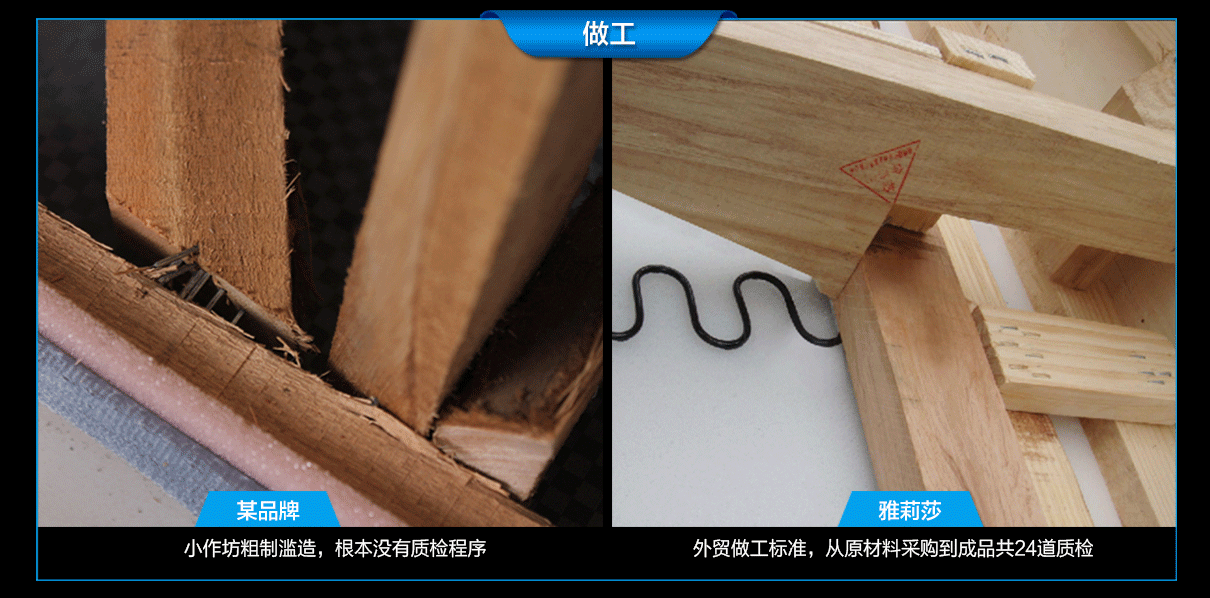 做工
某品牌
雅莉莎
小作坊粗制滥造，根本没有质检程序
外贸做工标准，从原材料采购到成品共24道质检